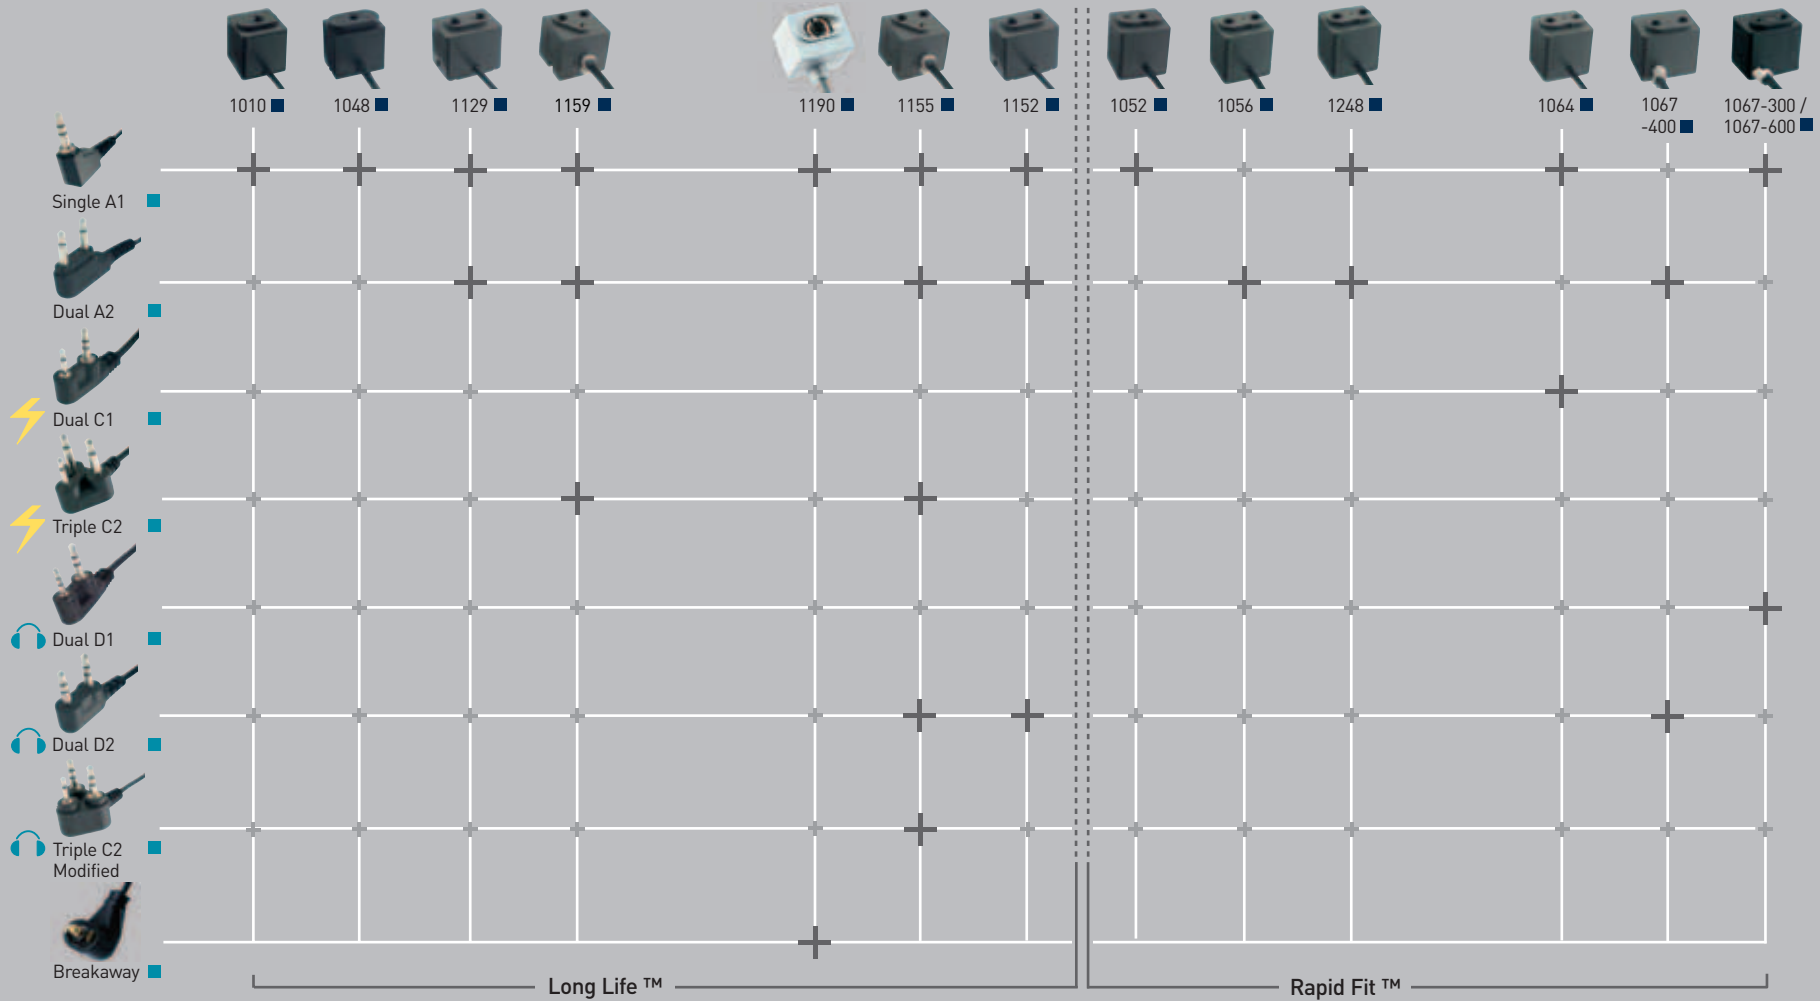 1010
1048
1129
1159
1190
1155
1152
1052
1056
1248
1064
1067
-400
1067-300 /
1067-600
Single A1
Dual A2
Dual C1
Triple C2
Dual D1
Dual D2
Triple C2
Modified
Breakaway
Long Life ™
Rapid Fit ™